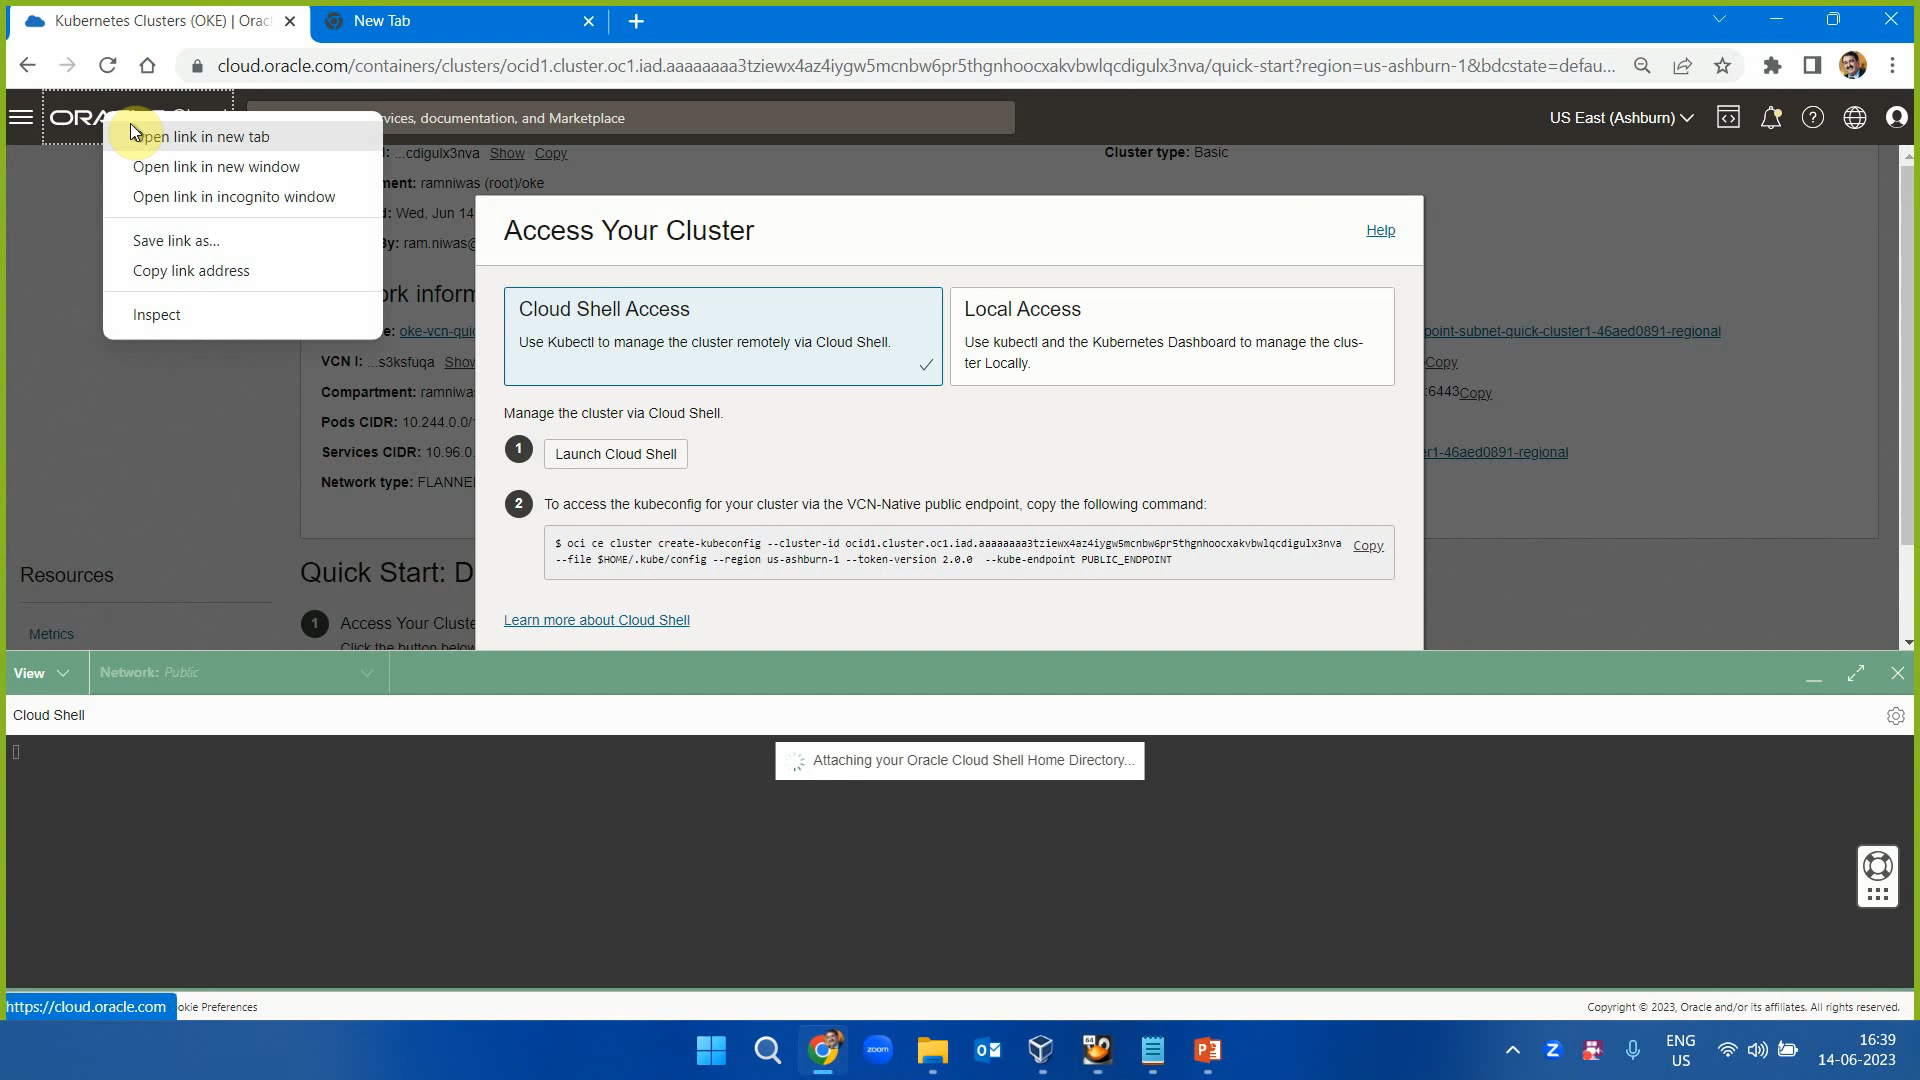 Kubernetes Clusters (OKE) | Orac
New Tab
cloud.oracle.com/containers/clusters/ocid1.cluster.oc1.iad.aaaaaaaa3tziewx4az4iygw5mcnbw6pr5thgnhoocxakvbwlqcdigulx3nva/quick-start?region=us-ashburn-1&bdcstate=defau...
ORA
vices, documentation, and Marketplace
US East (Ashburn)
Open link in new tab
Open link in new window
Open link in incognito window
Save link as...
Copy link address
Inspect
...cdigulx3nva Show Copy
Cluster type: Basic
ment: ramniwas (root)/oke
d: Wed, Jun 14
By: ram.niwas@
ork inform
e: oke-vcn-quic
VCN I: ...s3ksfuqa Show
Compartment: ramniwa
Pods CIDR: 10.244.0.0/
Services CIDR: 10.96.0.
Network type: FLANNE
point-subnet-quick-cluster1-46aed0891-regional
Copy
:6443Copy
r1-46aed0891-regional
Access Your Cluster
Help
Cloud Shell Access
Use Kubectl to manage the cluster remotely via Cloud Shell.
Local Access
Use kubectl and the Kubernetes Dashboard to manage the clus-
ter Locally.
Manage the cluster via Cloud Shell.
1
Launch Cloud Shell
2
To access the kubeconfig for your cluster via the VCN-Native public endpoint, copy the following command:
$ oci ce cluster create-kubeconfig --cluster-id ocid1.cluster.oc1.iad.aaaaaaaa3tziewx4az4iygw5mcnbw6pr5thgnhoocxakvbwlqcdigulx3nva
--file $HOME/.kube/config --region us-ashburn-1 --token-version 2.0.0 --kube-endpoint PUBLIC_ENDPOINT
Copy
Learn more about Cloud Shell
Resources
Metrics
Quick Start: D
1
Access Your Cluste
Click the button below
View
Network: Public
Cloud Shell
Attaching your Oracle Cloud Shell Home Directory...
https://cloud.oracle.com
okie Preferences
Copyright © 2023, Oracle and/or its affiliates. All rights reserved.
zoom
64
Z
ENG
US
16:39
14-06-2023